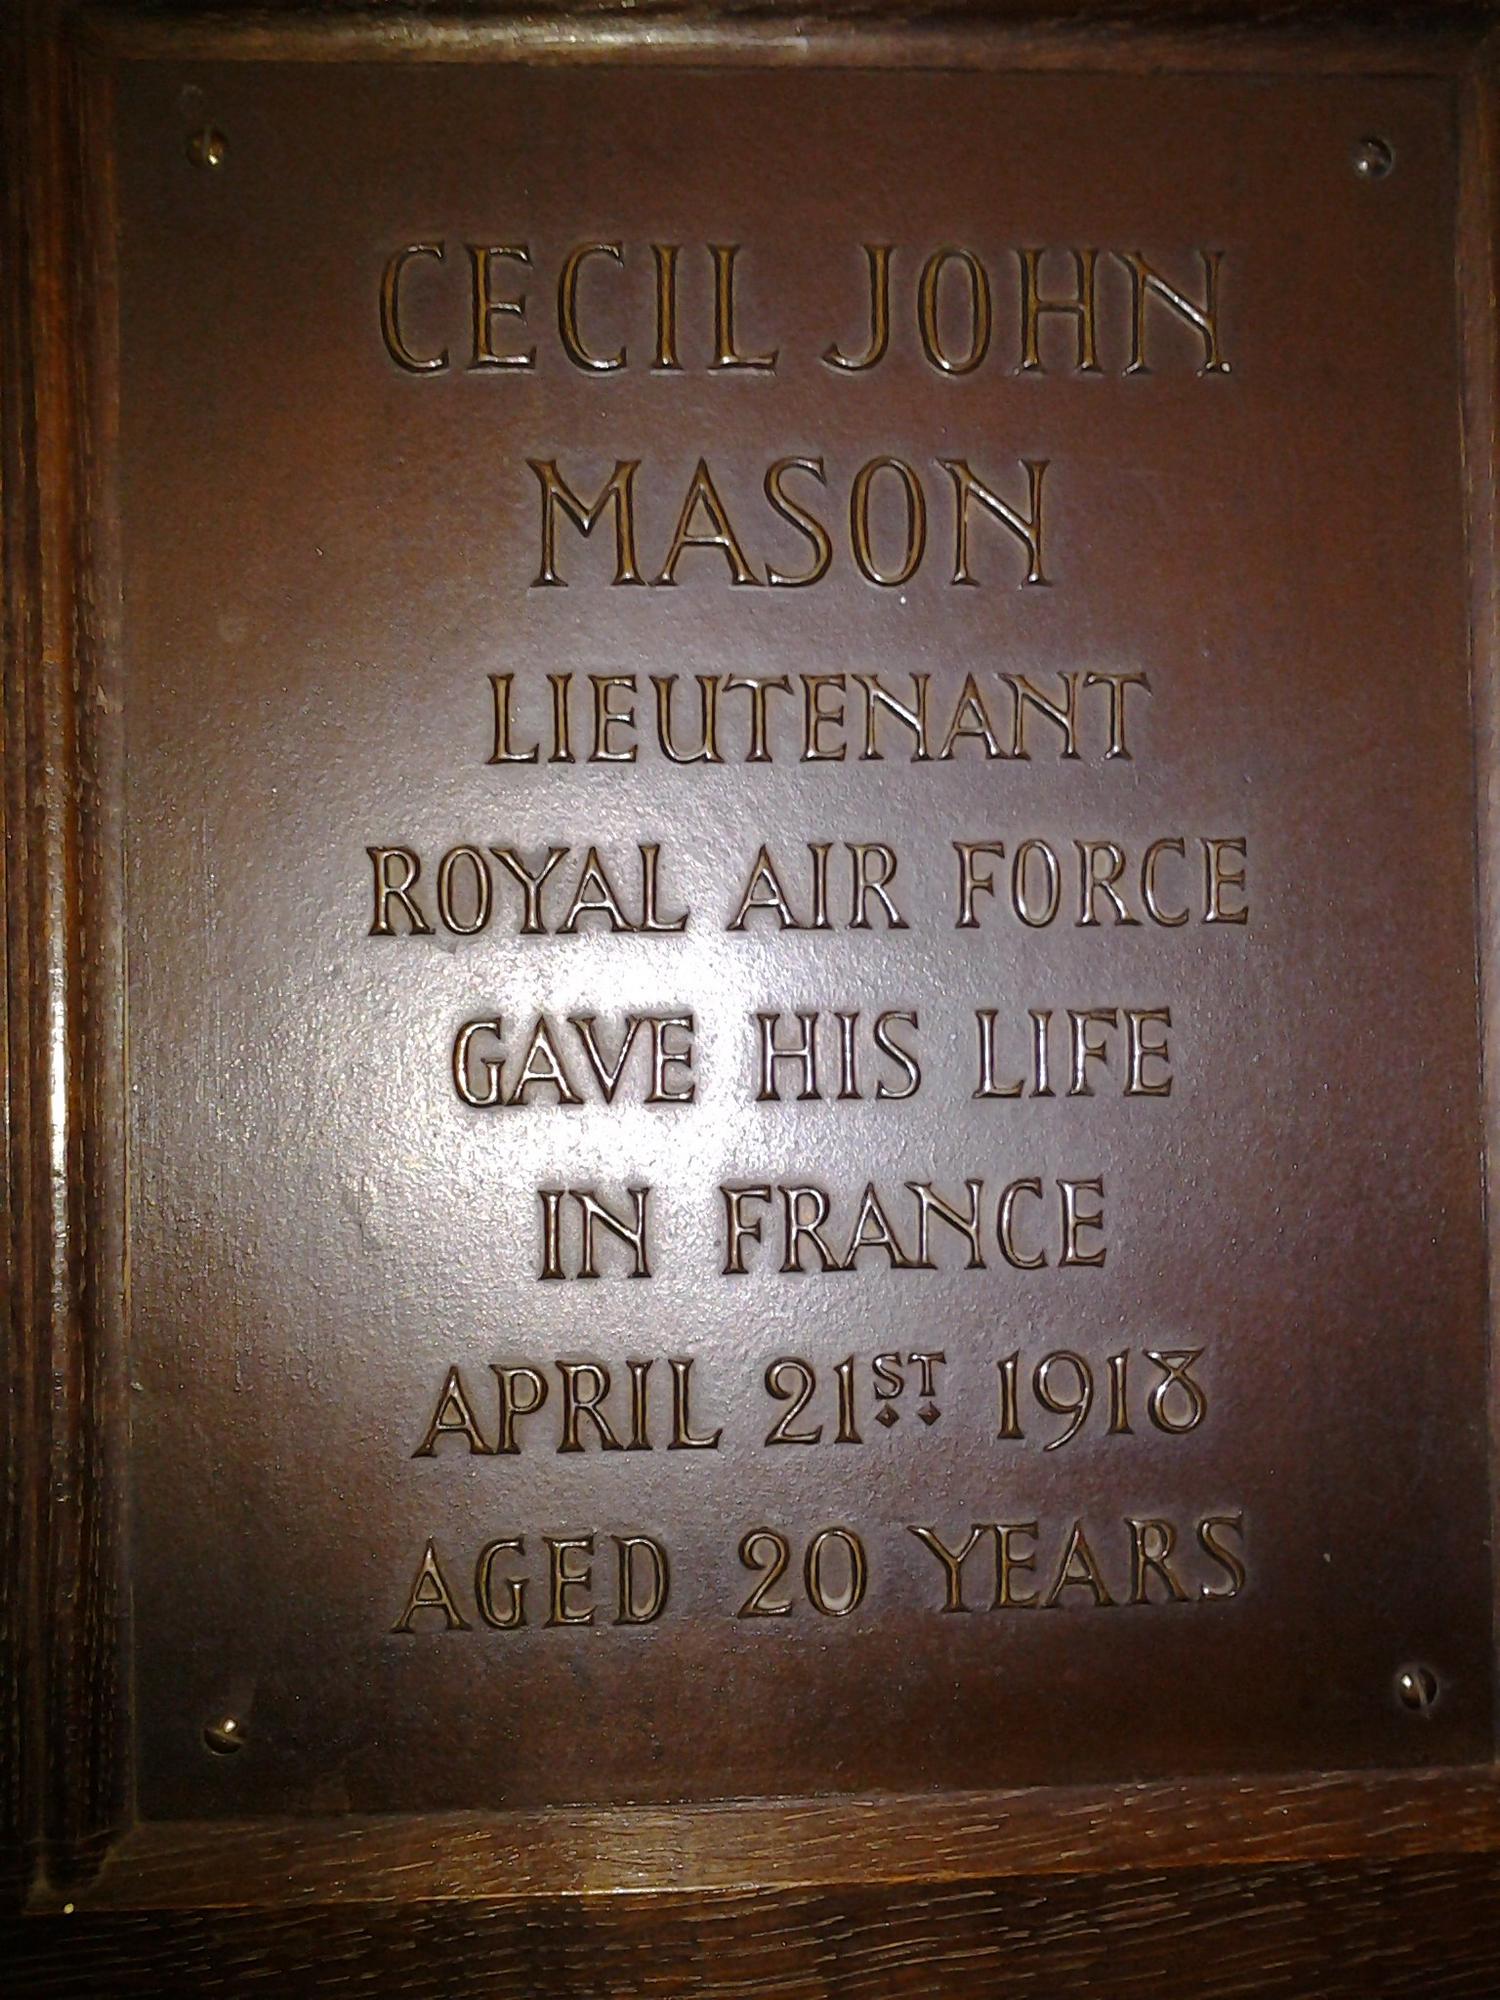 CECIL JOHN
MASON
LIEUTENANT
ROYAL AIR FORCE
GAVE HIS LIFE
IN FRANCE
APRIL 21ST 1918
AGED 20 YEARS